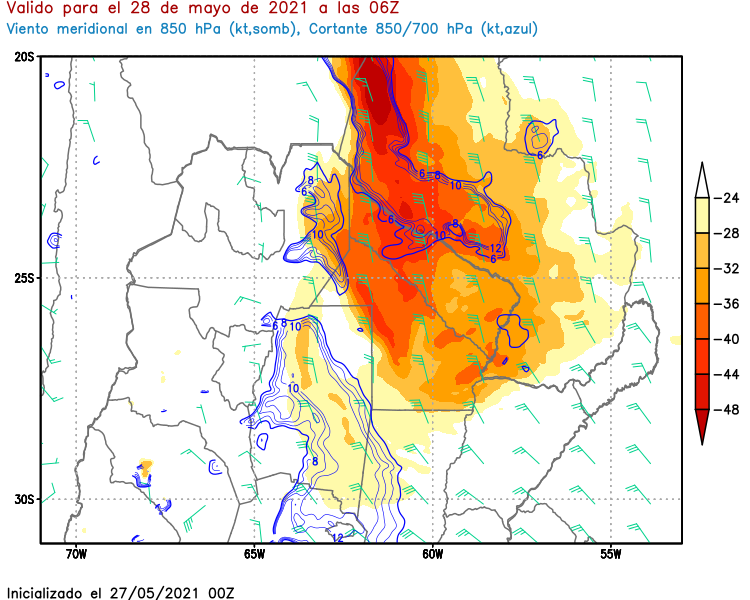 Valido para el 28 de mayo de 2021 a las 06Z
Viento meridional en 850 hPa (kt,somb), Cortante 850/700 hPa (kt,azul)
20S
6
8
6
8
10
8
6
-24
6
8
10
10
12
6
-28
25S
-32
6
8
10
-36
-40
10
-44
-48
8
30S
12
70W
65W
60W
55W
Inicializado el 27/05/2021 00Z